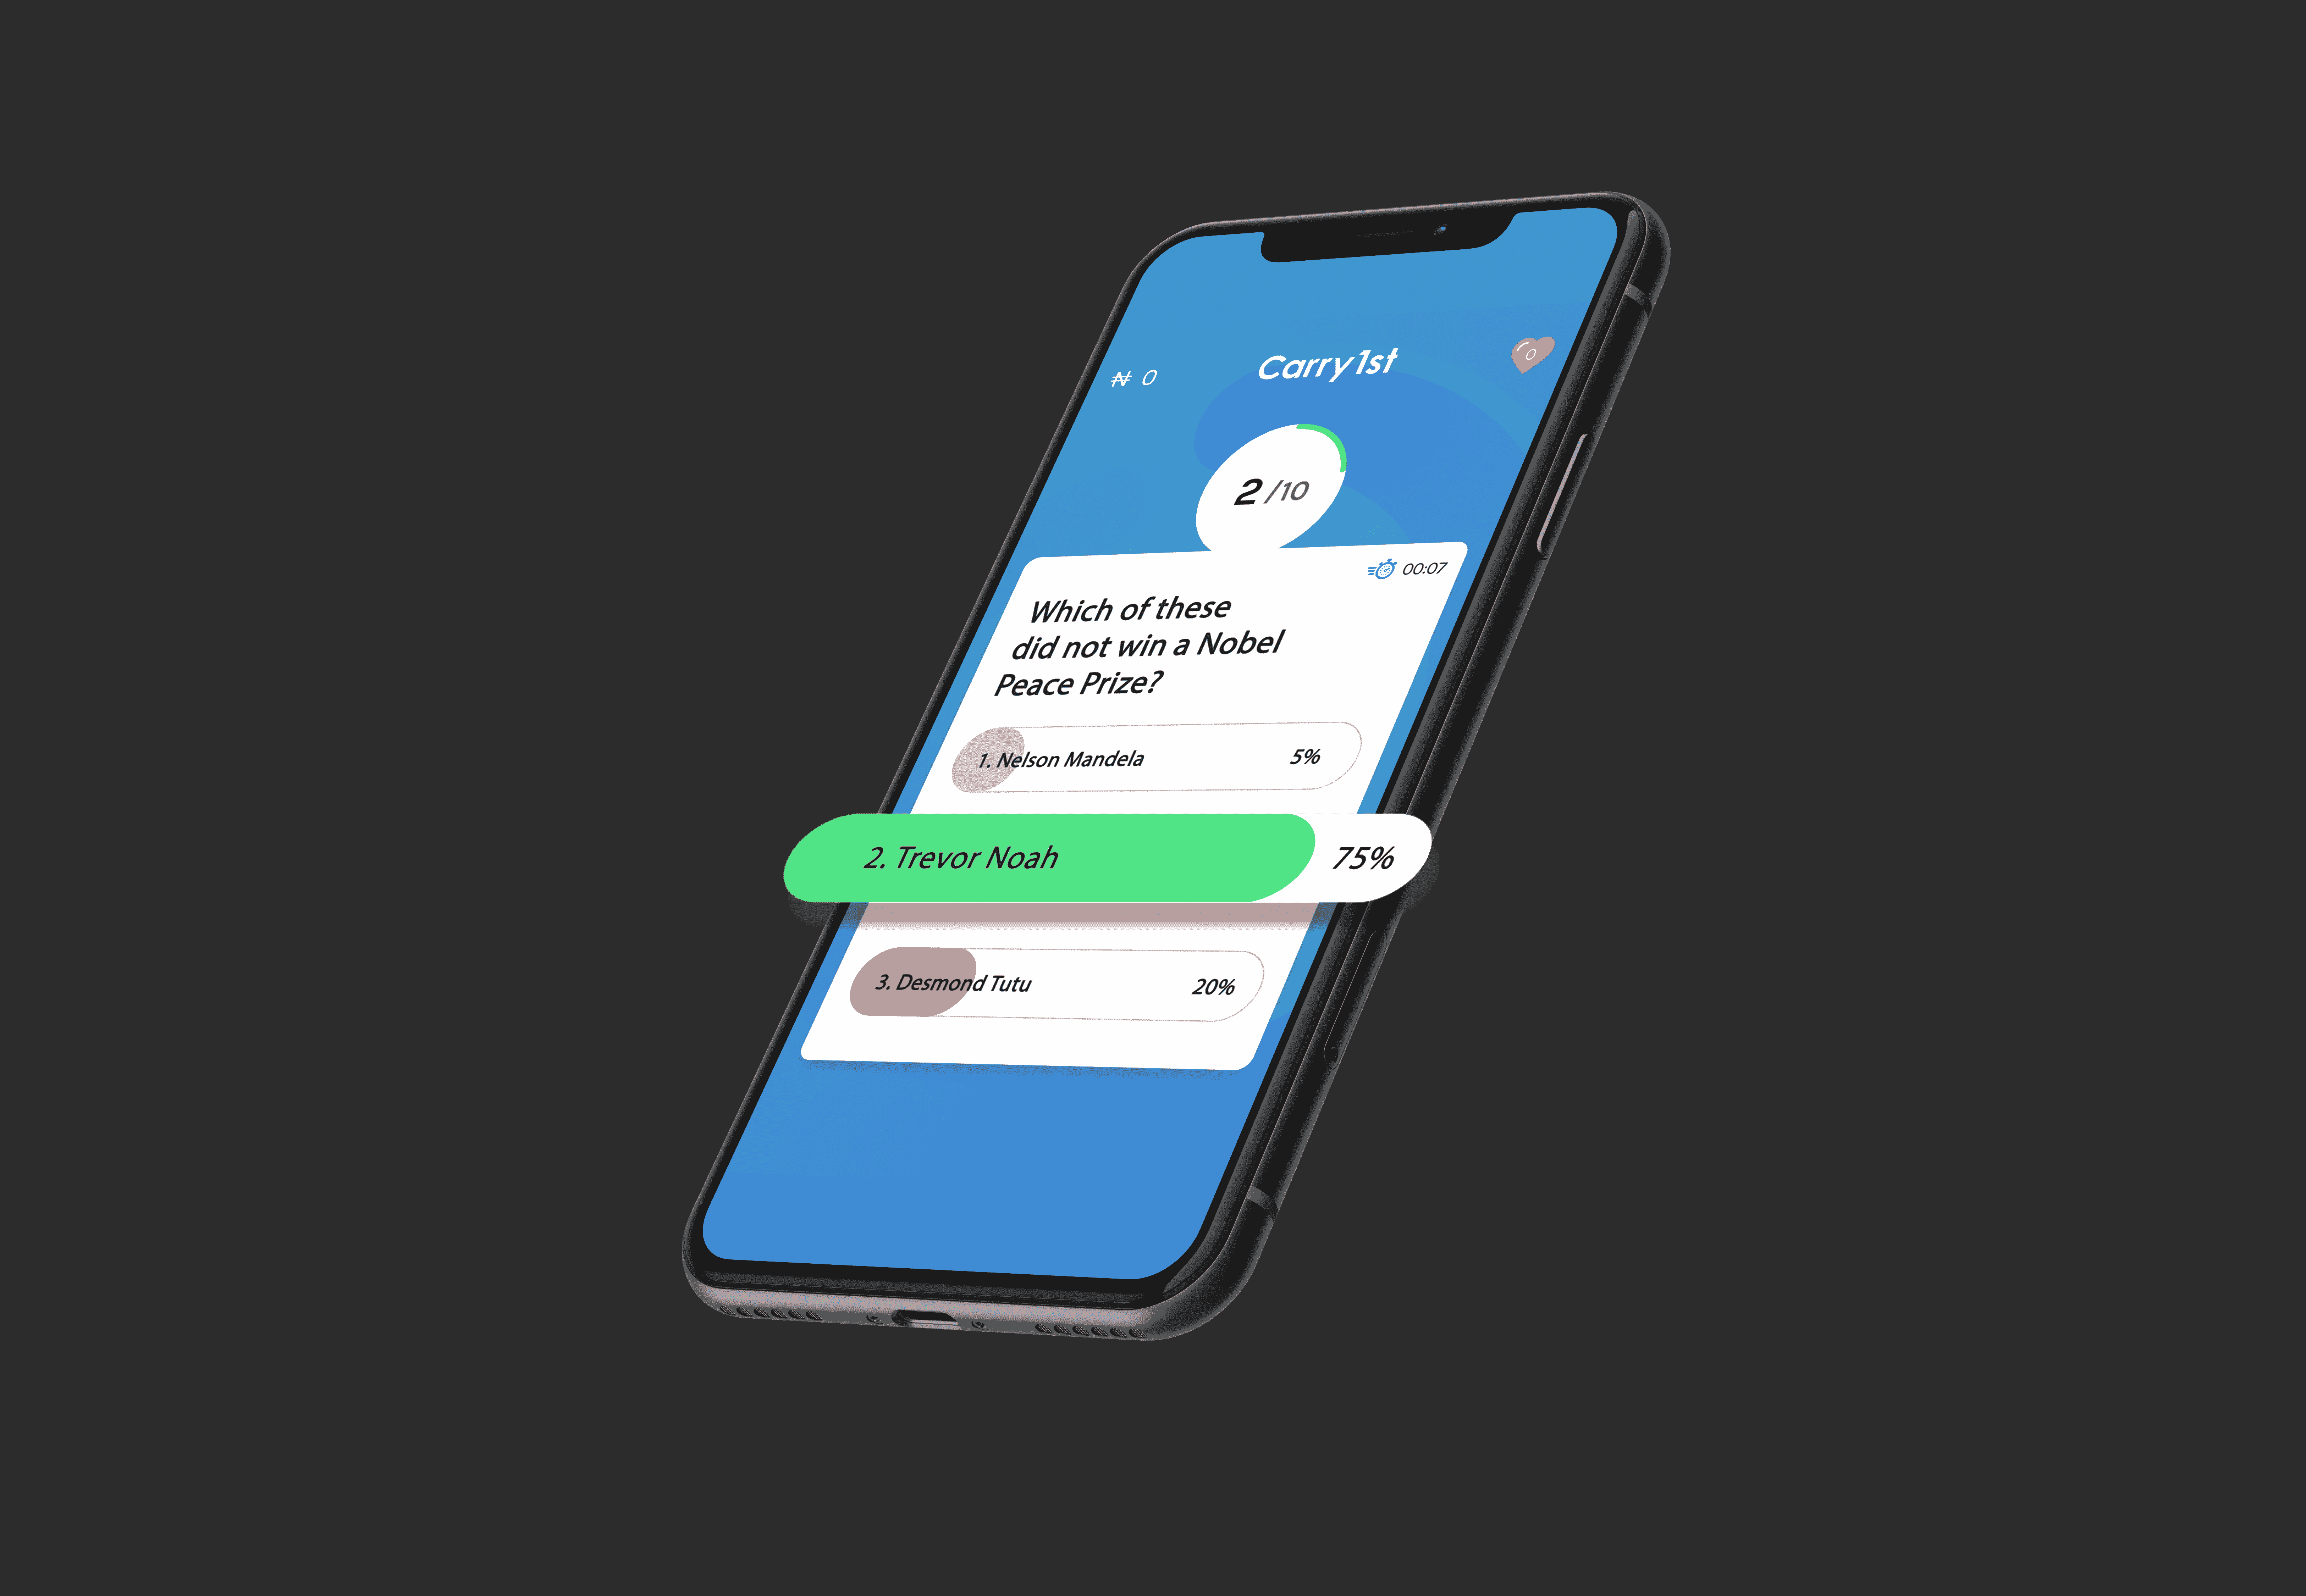 Carry1st
₦ 0
0
2/10
00:07
Which of these
did not win a Nobel
Peace Prize?
1. Nelson Mandela 5%
2. Trevor Noah 75%
3. Desmond Tutu 20%